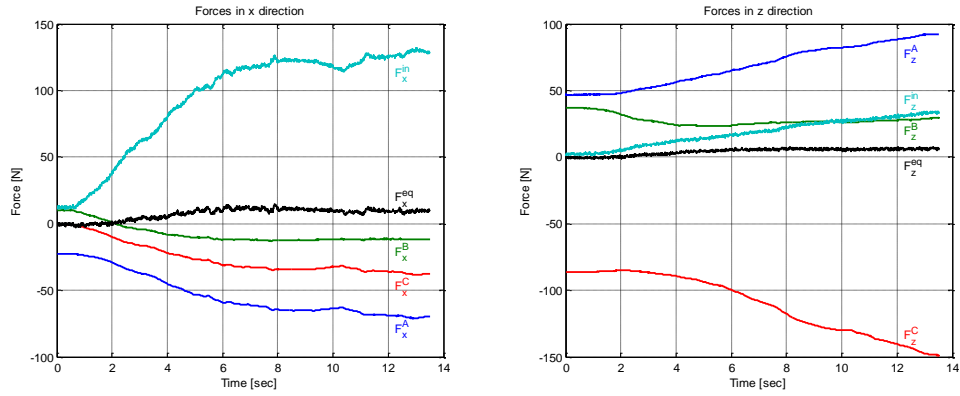 Forces in x direction
150
100
50
0
-50
-100
0
2
4
6
8
10
12
14
Force [N]
Time [sec]
F_x^in
F_x^eq
F_x^B
F_x^C
F_x^A
Forces in z direction
100
50
0
-50
-100
-150
0
2
4
6
8
10
12
14
Force [N]
Time [sec]
F_z^A
F_z^in
F_z^B
F_z^eq
F_z^C